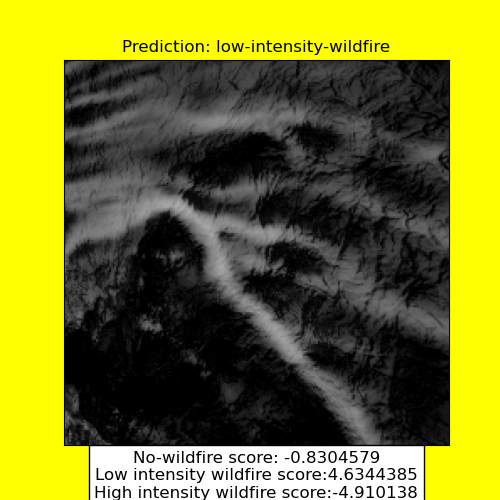 Prediction: low-intensity-wildfire
No-wildfire score: -0.8304579
Low intensity wildfire score:4.6344385
High intensity wildfire score:-4.910138